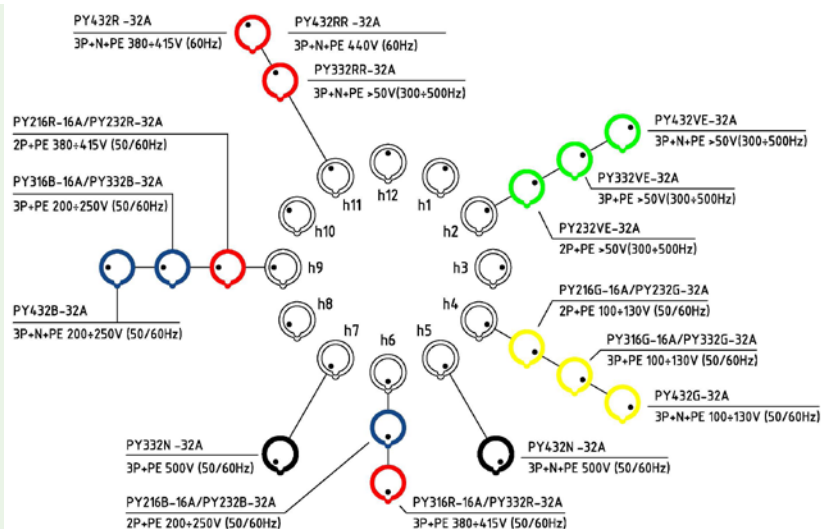 PY432R -32A
3P+N+PE 380÷415V (60Hz)
PY432RR -32A
3P+N+PE 440V (60Hz)
PY332RR-32A
3P+N+PE >50V(300÷500Hz)
PY216R-16A/PY232R-32A
2P+PE 380÷415V (50/60Hz)
PY316B-16A/PY332B-32A
3P+PE 200÷250V (50/60Hz)
PY432B-32A
3P+N+PE 200÷250V (50/60Hz)
PY432VE-32A
3P+N+PE >50V(300÷500Hz)
PY332VE-32A
3P+PE >50V(300÷500Hz)
PY232VE-32A
2P+PE >50V(300÷500Hz)
h12
h11
h1
h10
h2
h9
h3
h8
h4
h7
h6
h5
PY216G-16A/PY232G-32A
2P+PE 100÷130V (50/60Hz)
PY316G-16A/PY332G-32A
3P+PE 100÷130V (50/60Hz)
PY432G-32A
3P+N+PE 100÷130V (50/60Hz)
PY332N -32A
3P+PE 500V (50/60Hz)
PY432N -32A
3P+N+PE 500V (50/60Hz)
PY216B-16A/PY232B-32A
2P+PE 200÷250V (50/60Hz)
PY316R-16A/PY332R-32A
3P+PE 380÷415V (50/60Hz)